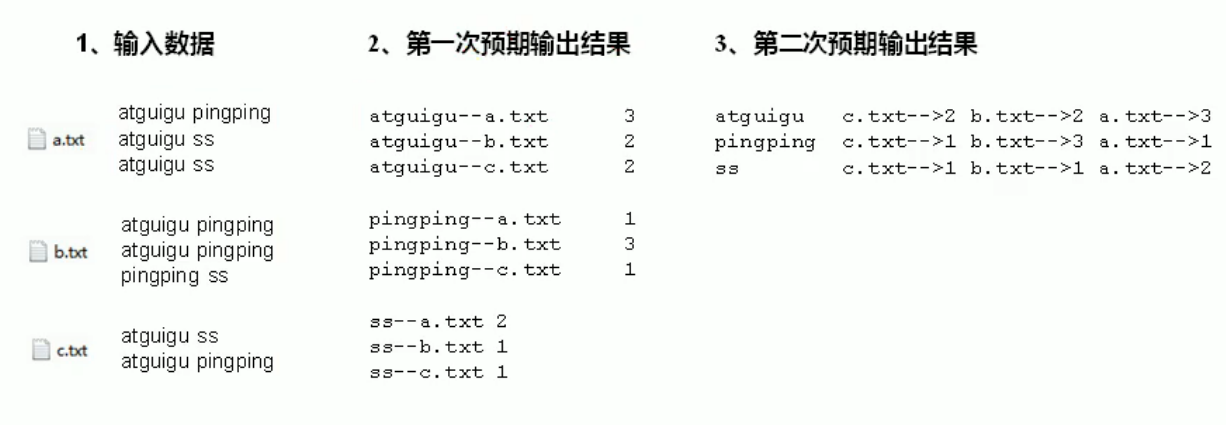 1、输入数据
2、第一次预期输出结果
3、第二次预期输出结果
a.txt
atguigu pingping
atguigu ss
atguigu ss
b.txt
atguigu pingping
atguigu pingping
pingping ss
c.txt
atguigu ss
atguigu pingping
atguigu--a.txt 3
atguigu--b.txt 2
atguigu--c.txt 2
pingping--a.txt 1
pingping--b.txt 3
pingping--c.txt 1
ss--a.txt 2
ss--b.txt 1
ss--c.txt 1
atguigu c.txt-->2 b.txt-->2 a.txt-->3
pingping c.txt-->1 b.txt-->3 a.txt-->1
ss c.txt-->1 b.txt-->1 a.txt-->2